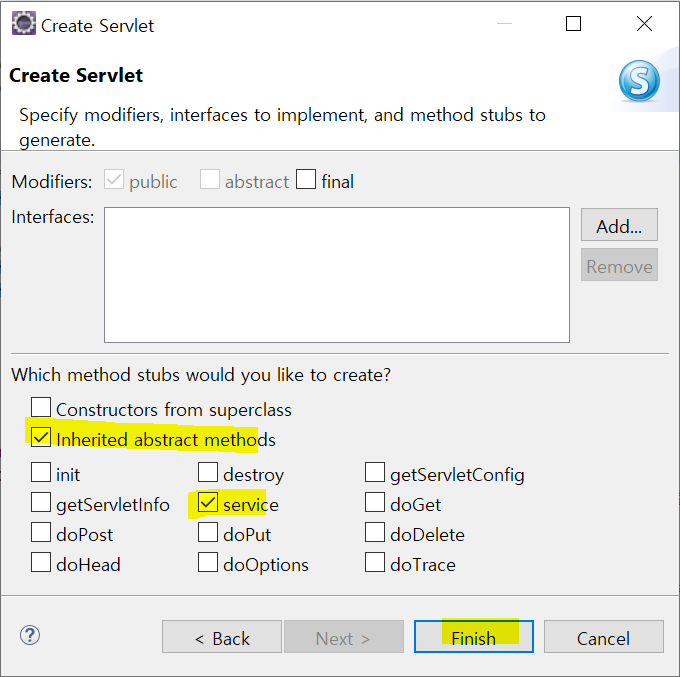 Create Servlet
Create Servlet
S
Specify modifiers, interfaces to implement, and method stubs to
generate.
Modifiers: public abstract final
Interfaces:
Add...
Remove
Which method stubs would you like to create?
Constructors from superclass
Inherited abstract methods
init destroy getServletConfig
getServletInfo service doGet
doPost doPut doDelete
doHead doOptions doTrace
? < Back Next > Finish Cancel